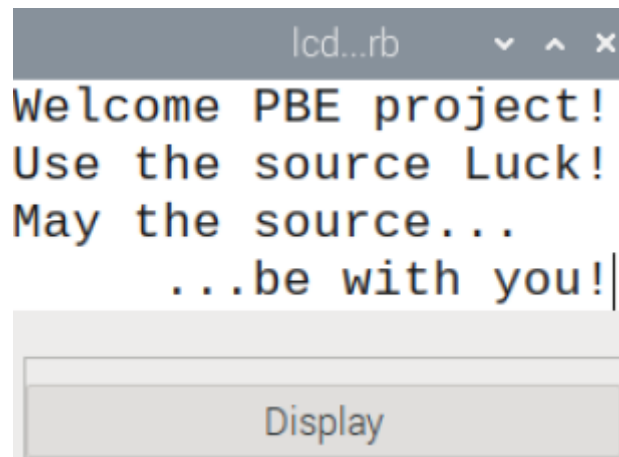 lcd...rb
Welcome PBE project!
Use the source Luck!
May the source...
     ...be with you!
Display